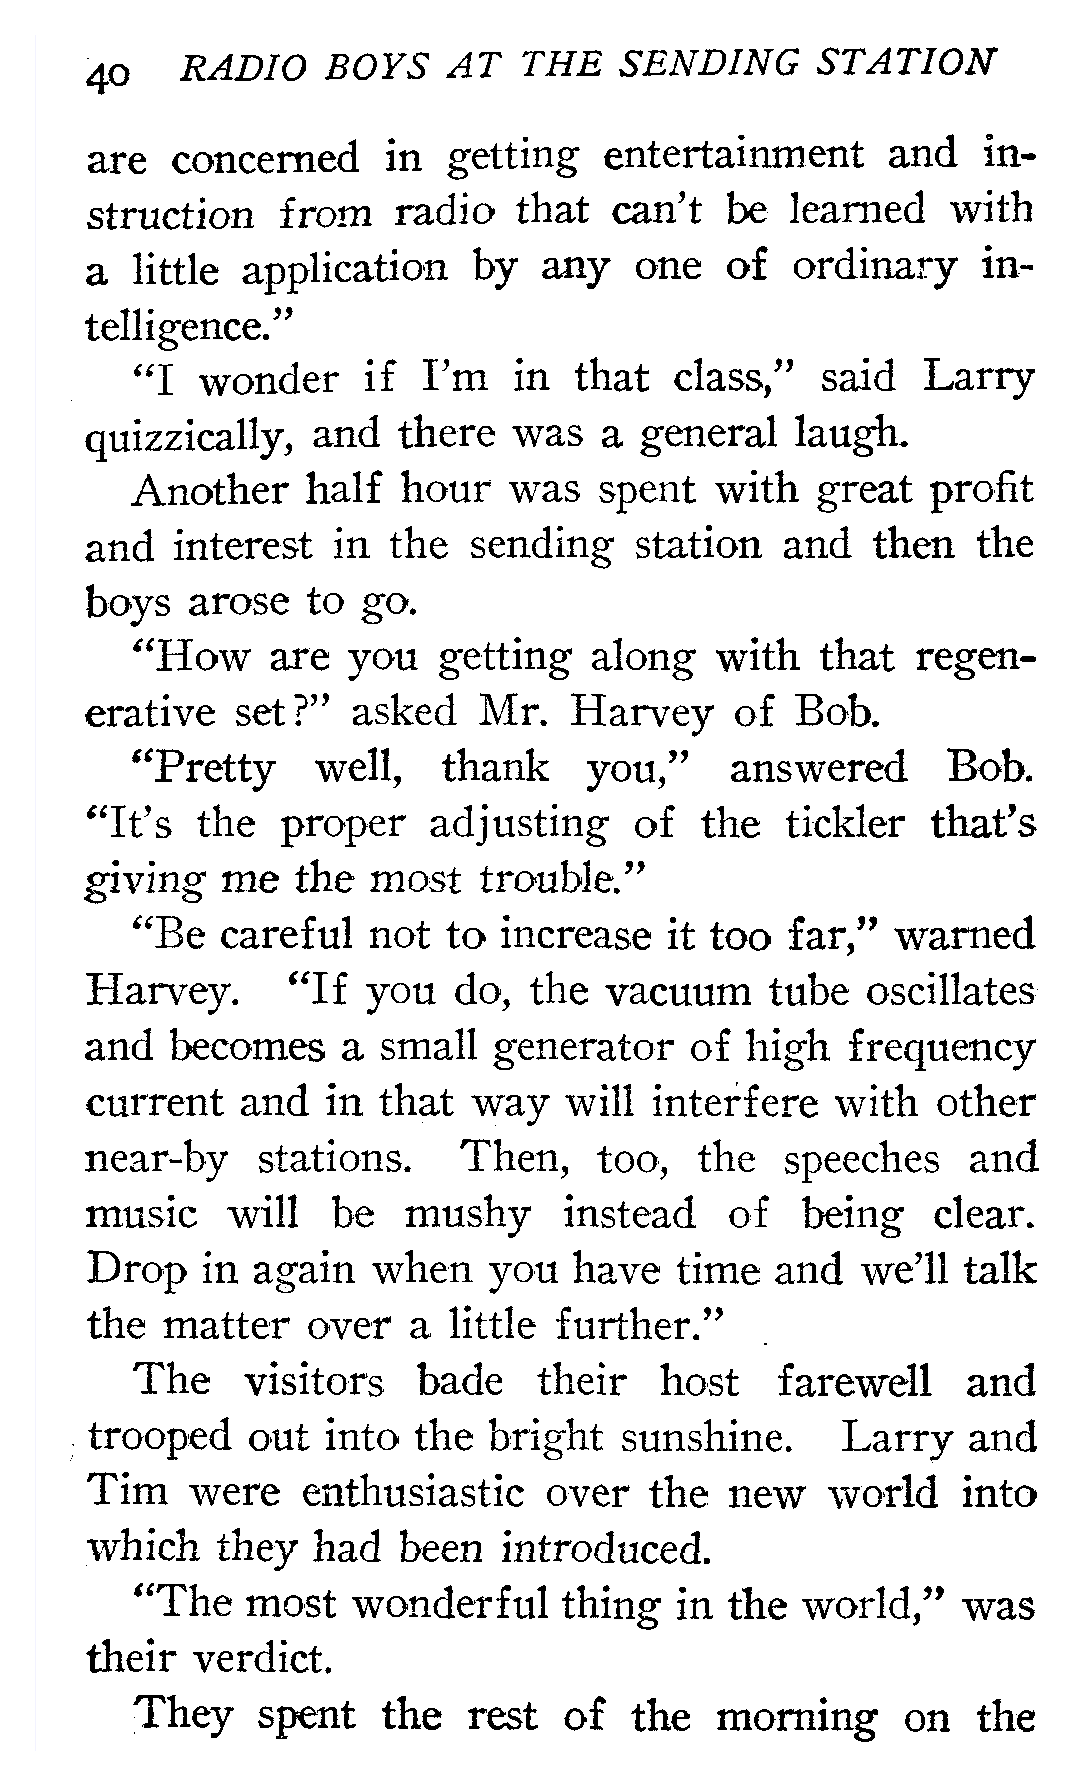 40 RADIO BOYS AT THE SENDING STATION
are concerned in getting entertainment and in-
struction from radio that can't be learned with
a little application by any one of ordinary in-
telligence."
"I wonder if I'm in that class," said Larry
quizzically, and there was a general laugh.
Another half hour was spent with great profit
and interest in the sending station and then the
boys arose to go.
"How are you getting along with that regen-
erative set?" asked Mr. Harvey of Bob.
"Pretty well, thank you," answered Bob.
"It's the proper adjusting of the tickler that's
giving me the most trouble."
"Be careful not to increase it too far," warned
Harvey. "If you do, the vacuum tube oscillates
and becomes a small generator of high frequency
current and in that way will interfere with other
near-by stations. Then, too, the speeches and
music will be mushy instead of being clear.
Drop in again when you have time and we'll talk
the matter over a little further."
The visitors bade their host farewell and
trooped out into the bright sunshine. Larry and
Tim were enthusiastic over the new world into
which they had been introduced.
"The most wonderful thing in the world," was
their verdict.
They spent the rest of the morning on the